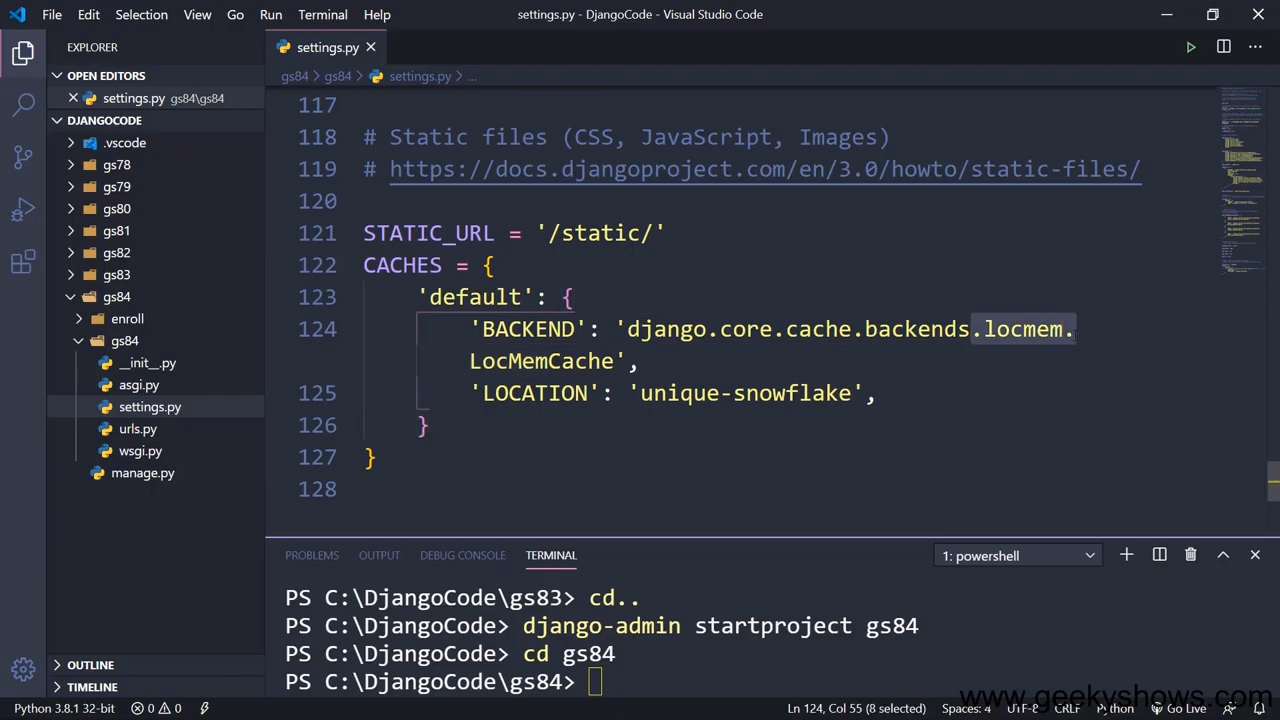 File Edit Selection View Go Run Terminal Help settings.py - DjangoCode - Visual Studio Code
EXPLORER
settings.py
OPEN EDITORS
settings.py gs84\gs84
DJANGOCODE
.vscode
gs78
gs79
gs80
gs81
gs82
gs83
gs84
enroll
gs84
__init__.py
asgi.py
settings.py
urls.py
wsgi.py
manage.py
OUTLINE
TIMELINE
gs84 > gs84 > settings.py > ...
117
118 # Static files (CSS, JavaScript, Images)
119 # https://docs.djangoproject.com/en/3.0/howto/static-files/
120
121 STATIC_URL = '/static/'
122 CACHES = {
123 'default': {
124 'BACKEND': 'django.core.cache.backends.locmem.
LocMemCache',
125 'LOCATION': 'unique-snowflake',
126 }
127 }
128
PROBLEMS OUTPUT DEBUG CONSOLE TERMINAL 1: powershell
PS C:\DjangoCode\gs83> cd..
PS C:\DjangoCode> django-admin startproject gs84
PS C:\DjangoCode> cd gs84
PS C:\DjangoCode\gs84>
www.geekyshows.com
Python 3.8.1 32-bit 0 0 Ln 124, Col 55 (8 selected) Spaces: 4 UTF-8 CRLF Python Go Live